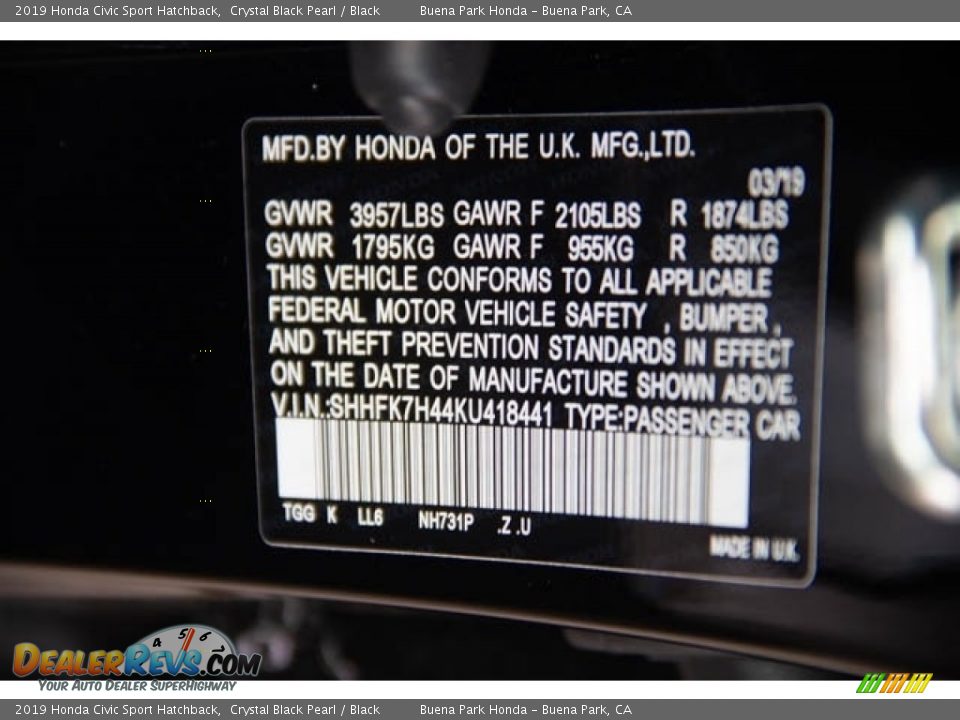 2019 Honda Civic Sport Hatchback, Crystal Black Pearl / Black Buena Park Honda – Buena Park, CA
MFD.BY HONDA OF THE U.K. MFG.,LTD.
03/19
GVWR 3957LBS GAWR F 2105LBS R 1874LBS
GVWR 1795KG GAWR F 955KG R 850KG
THIS VEHICLE CONFORMS TO ALL APPLICABLE
FEDERAL MOTOR VEHICLE SAFETY , BUMPER ,
AND THEFT PREVENTION STANDARDS IN EFFECT
ON THE DATE OF MANUFACTURE SHOWN ABOVE.
V.I.N.:SHHFK7H44KU418441 TYPE:PASSENGER CAR
TGG K LL6 NH731P .Z .U
MADE IN U.K.
4 5 6
DEALERREVS.COM
YOUR AUTO DEALER SUPERHIGHWAY
2019 Honda Civic Sport Hatchback, Crystal Black Pearl / Black Buena Park Honda – Buena Park, CA